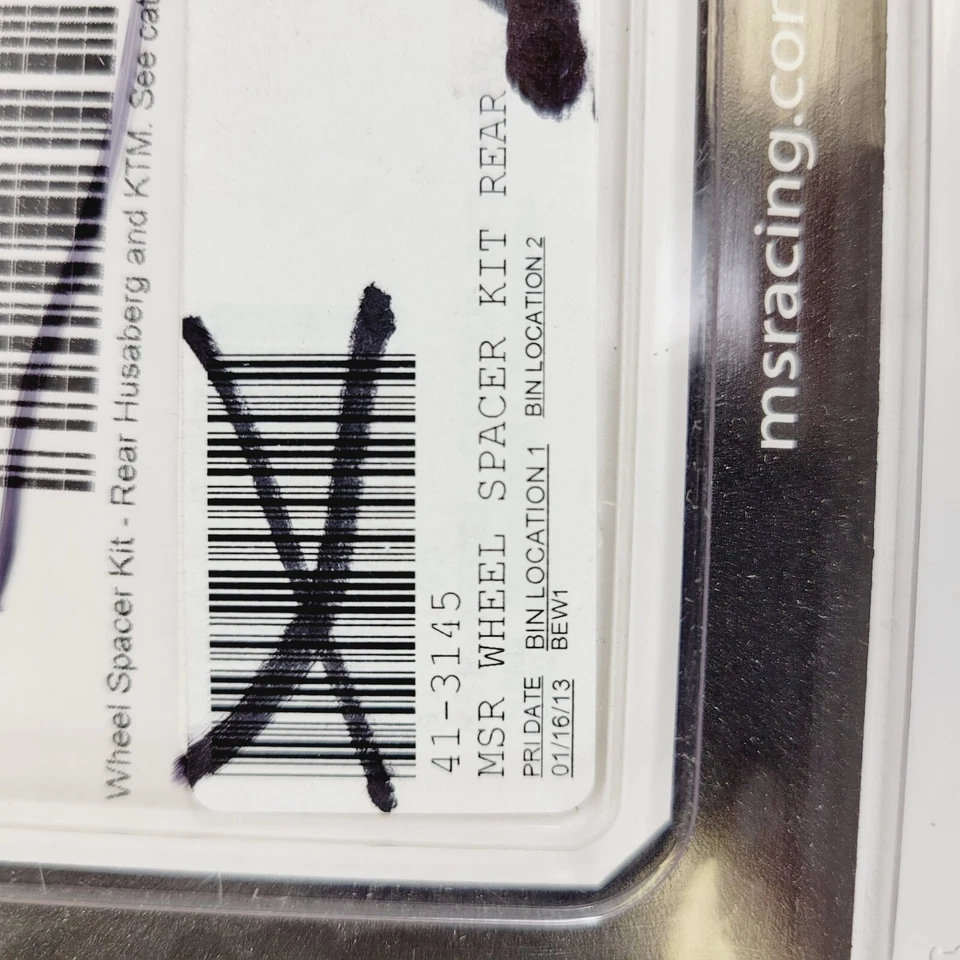 Wheel Spacer Kit - Rear Husaberg and KTM. See
41-3145
MSR WHEEL SPACER KIT REAR
PRI DATE BIN LOCATION 1 BIN LOCATION 2
01/16/13 BEW1
msracing.com